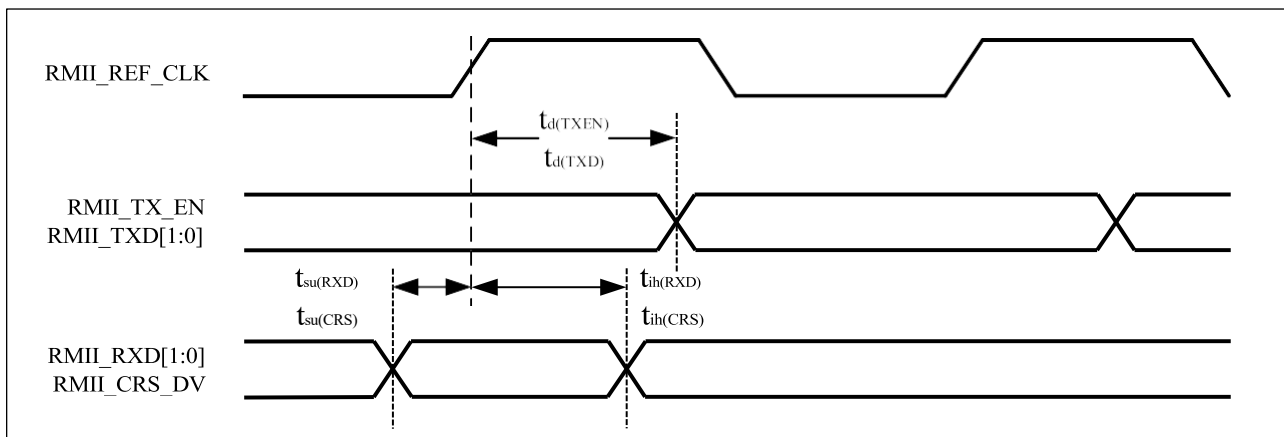 RMII_REF_CLK
td(TXEN)
td(TXD)
RMII_TX_EN
RMII_TXD[1:0]
tsu(RXD)
tih(RXD)
tsu(CRS)
tih(CRS)
RMII_RXD[1:0]
RMII_CRS_DV